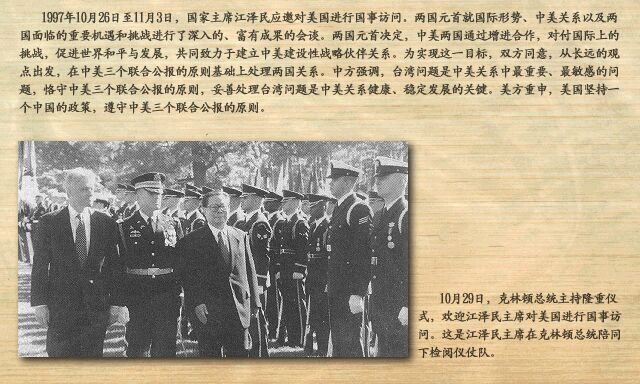 1997年10月26日至11月3日，国家主席江泽民应邀对美国进行国事访问。两国元首就国际形势、中美关系以及两
国面临的重要机遇和挑战进行了深入的、富有成果的会谈。两国元首决定，中美两国通过增进合作，对付国际上的
挑战，促进世界和平与发展，共同致力于建立中美建设性战略伙伴关系。为实现这一目标，双方同意，从长远的观
点出发，在中美三个联合公报的原则基础上处理两国关系。中方强调，台湾问题是中美关系中最重要、最敏感的问
题，恪守中美三个联合公报的原则，妥善处理台湾问题是中美关系健康、稳定发展的关键。美方重申，美国坚持一
个中国的政策，遵守中美三个联合公报的原则。
10月29日，克林顿总统主持隆重仪
式，欢迎江泽民主席对美国进行国事访
问。这是江泽民主席在克林顿总统陪同
下检阅仪仗队。